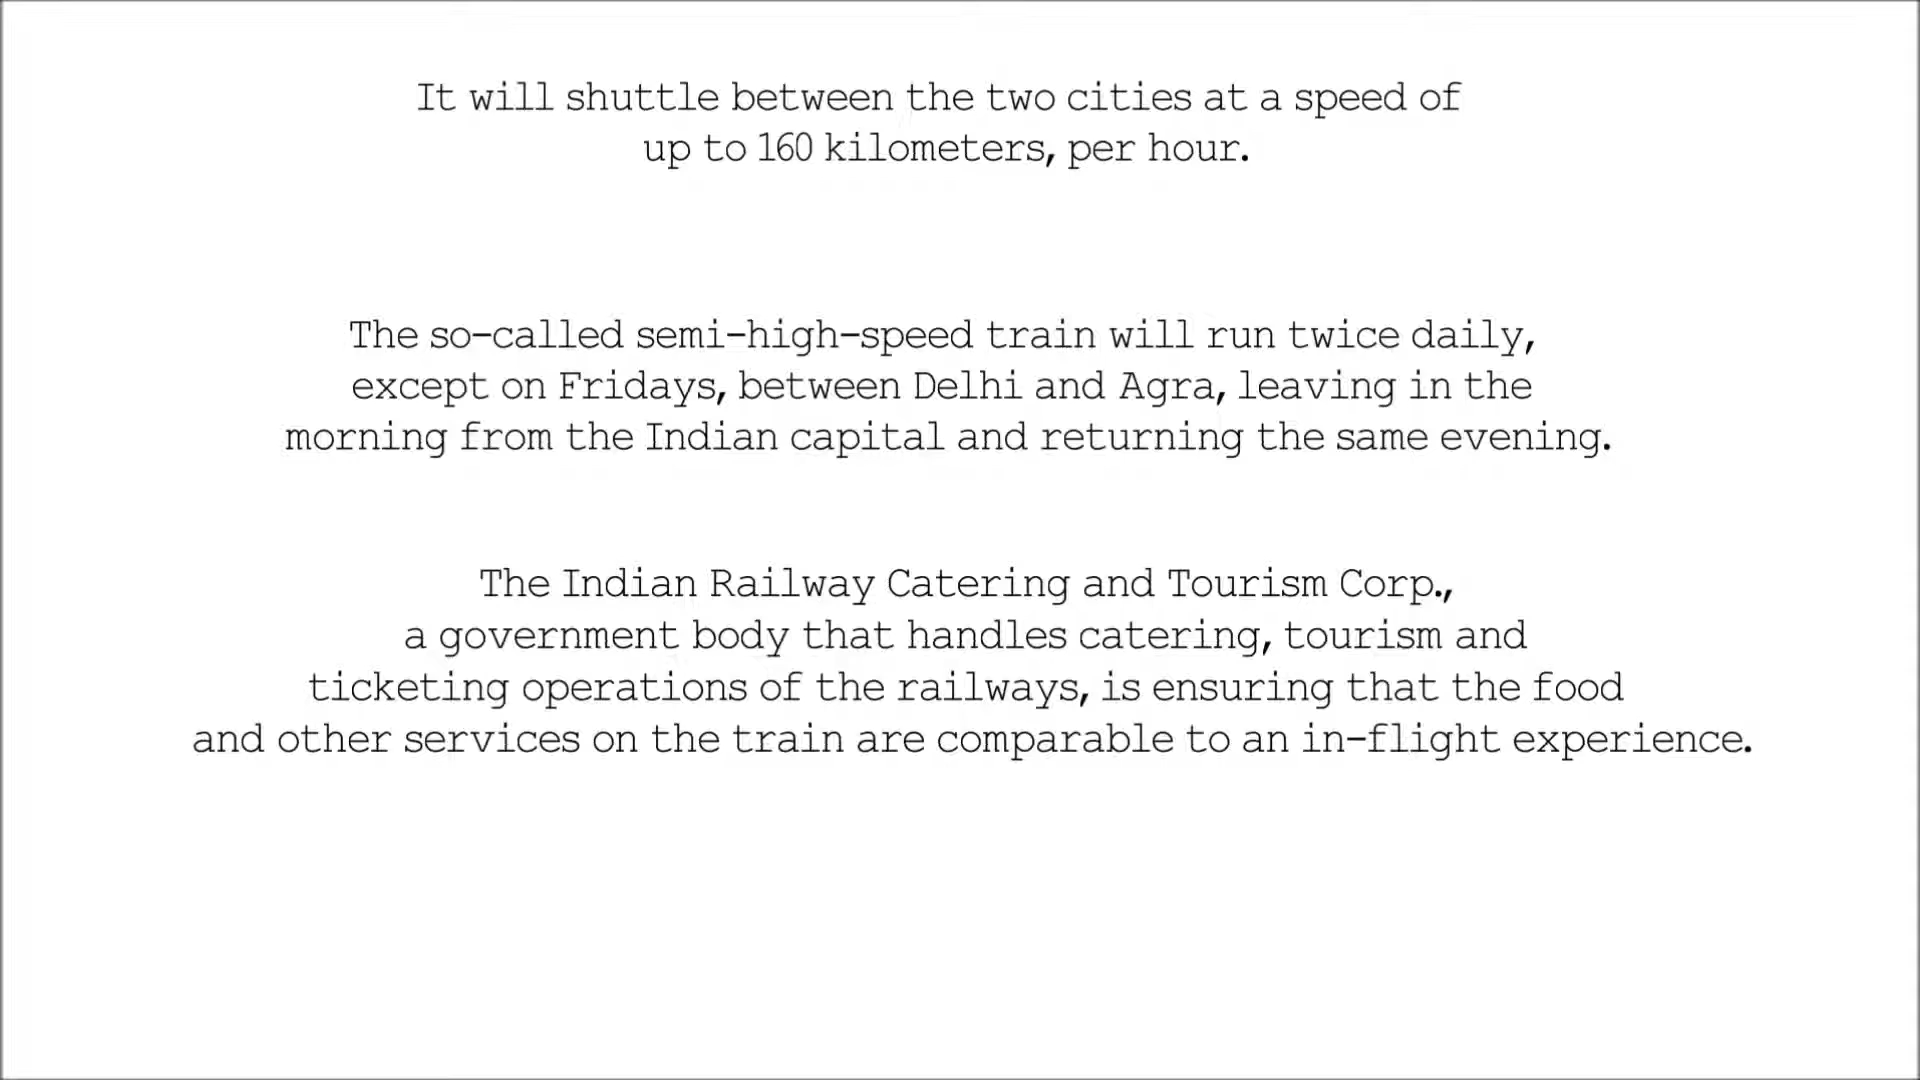 It will shuttle between the two cities at a speed of
up to 160 kilometers, per hour.
The so-called semi-high-speed train will run twice daily,
except on Fridays, between Delhi and Agra, leaving in the
morning from the Indian capital and returning the same evening.
The Indian Railway Catering and Tourism Corp.,
a government body that handles catering, tourism and
ticketing operations of the railways, is ensuring that the food
and other services on the train are comparable to an in-flight experience.